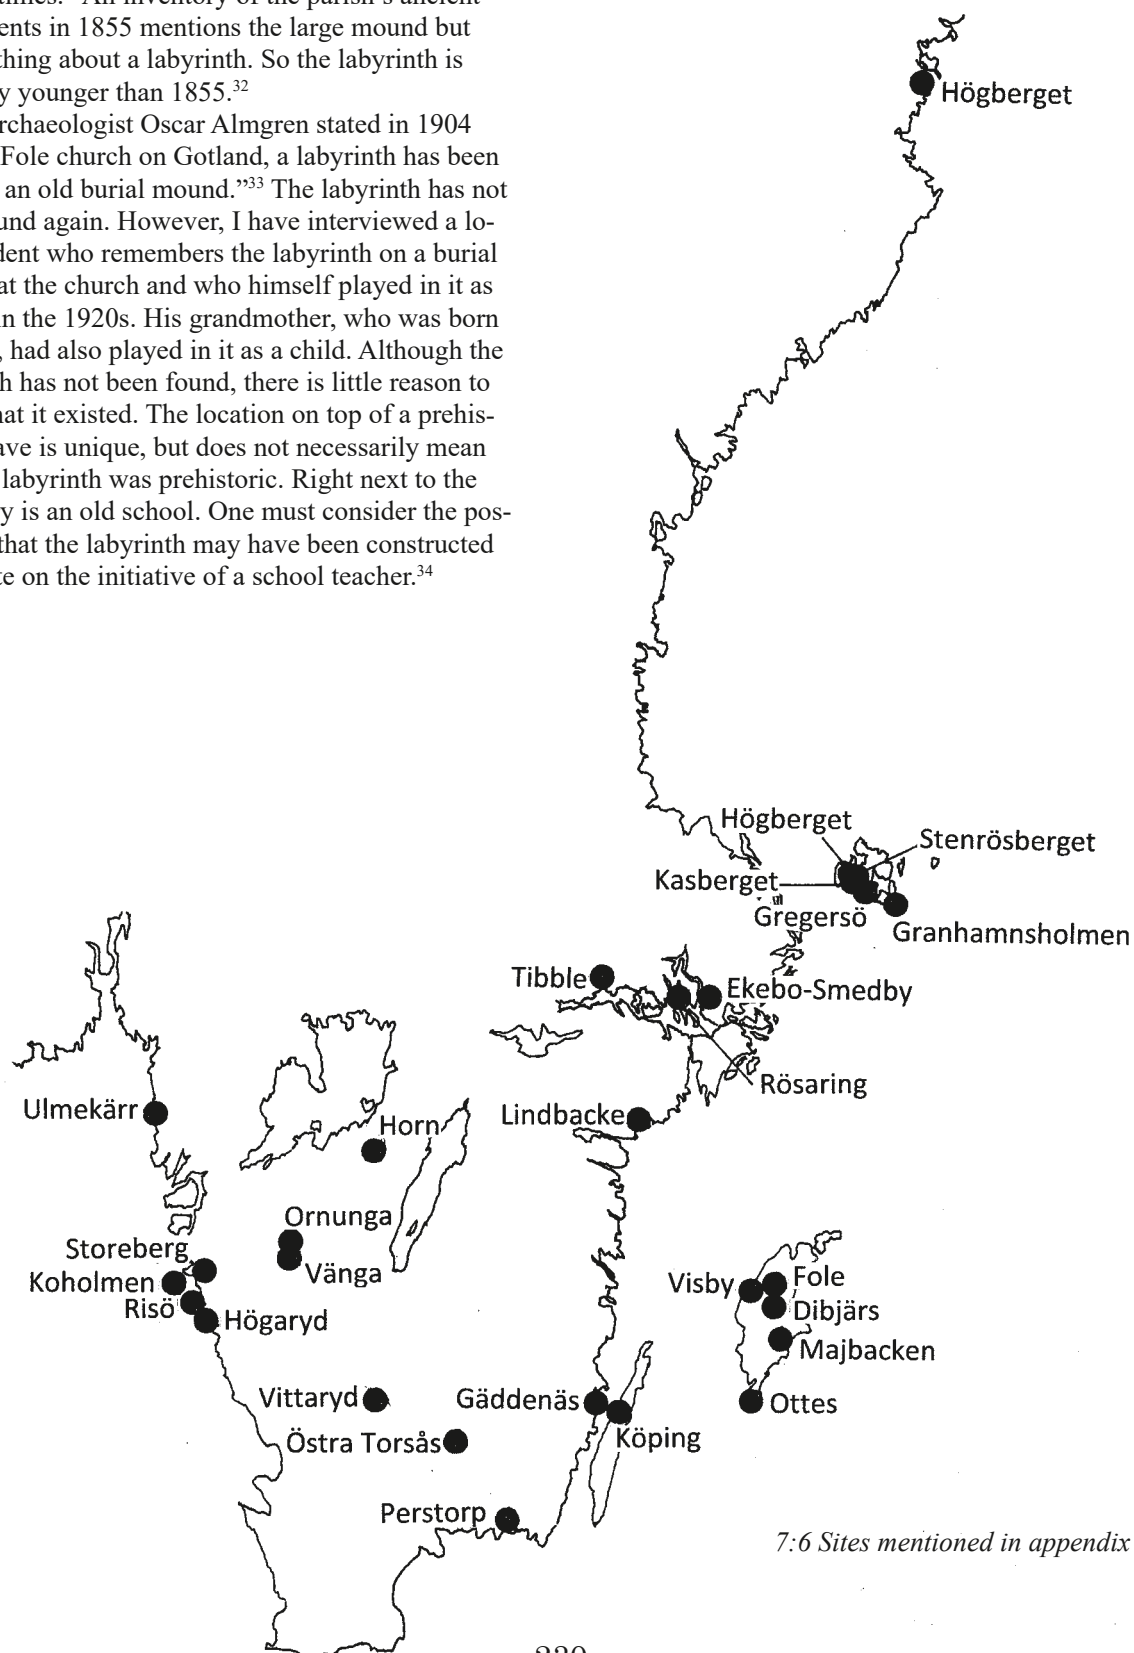 ents in 1855 mentions the large mound but
thing about a labyrinth. So the labyrinth is
y younger than 1855.32
rchaeologist Oscar Almgren stated in 1904
Fole church on Gotland, a labyrinth has been
an old burial mound.”33 The labyrinth has not
und again. However, I have interviewed a lo-
dent who remembers the labyrinth on a burial
at the church and who himself played in it as
in the 1920s. His grandmother, who was born
, had also played in it as a child. Although the
h has not been found, there is little reason to
hat it existed. The location on top of a prehis-
ave is unique, but does not necessarily mean
labyrinth was prehistoric. Right next to the
y is an old school. One must consider the pos-
that the labyrinth may have been constructed
te on the initiative of a school teacher.34
Högberget
Högberget
Stenrösberget
Kasberget
Gregersö
Granhamnsholmen
Tibble
Ekebo-Smedby
Rösaring
Ulmekärr
Lindbacke
Horn
Ornunga
Vänga
Storeberg
Koholmen
Risö
Högaryd
Visby
Fole
Dibjärs
Majbacken
Ottes
Vittaryd
Gäddenäs
Köping
Östra Torsås
Perstorp
7:6 Sites mentioned in appendix